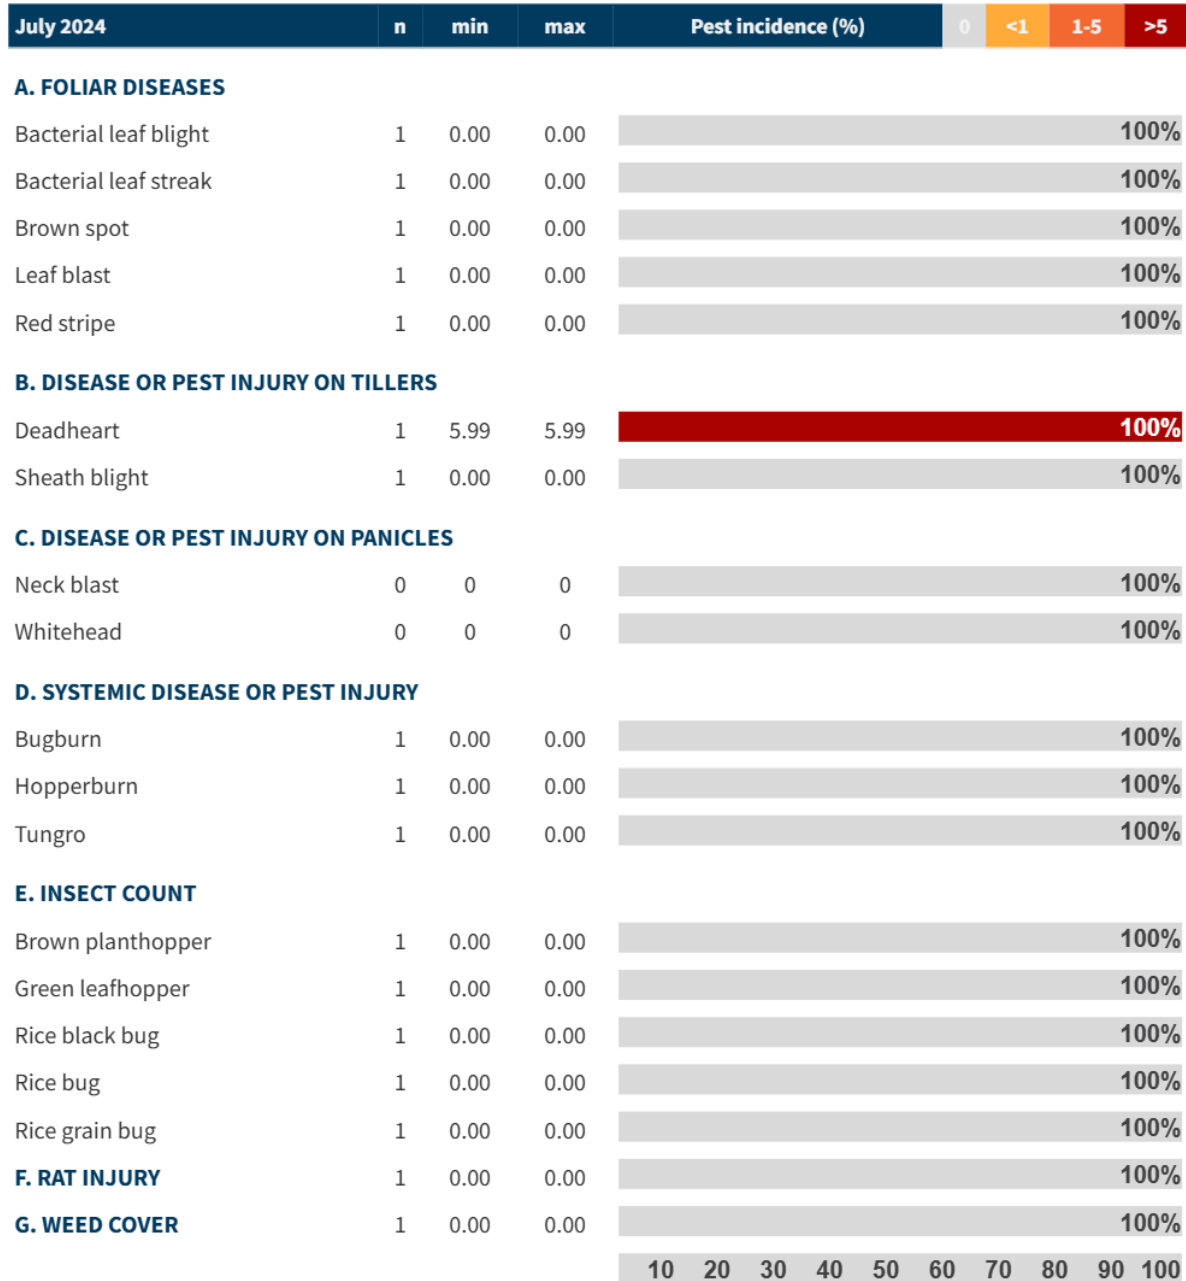 July 2024 n min max Pest incidence (%) 0 <1 1-5 >5
A. FOLIAR DISEASES
Bacterial leaf blight 1 0.00 0.00 100%
Bacterial leaf streak 1 0.00 0.00 100%
Brown spot 1 0.00 0.00 100%
Leaf blast 1 0.00 0.00 100%
Red stripe 1 0.00 0.00 100%
B. DISEASE OR PEST INJURY ON TILLERS
Deadheart 1 5.99 5.99 100%
Sheath blight 1 0.00 0.00 100%
C. DISEASE OR PEST INJURY ON PANICLES
Neck blast 0 0 0 100%
Whitehead 0 0 0 100%
D. SYSTEMIC DISEASE OR PEST INJURY
Bugburn 1 0.00 0.00 100%
Hopperburn 1 0.00 0.00 100%
Tungro 1 0.00 0.00 100%
E. INSECT COUNT
Brown planthopper 1 0.00 0.00 100%
Green leafhopper 1 0.00 0.00 100%
Rice black bug 1 0.00 0.00 100%
Rice bug 1 0.00 0.00 100%
Rice grain bug 1 0.00 0.00 100%
F. RAT INJURY 1 0.00 0.00 100%
G. WEED COVER 1 0.00 0.00 100%
10 20 30 40 50 60 70 80 90 100